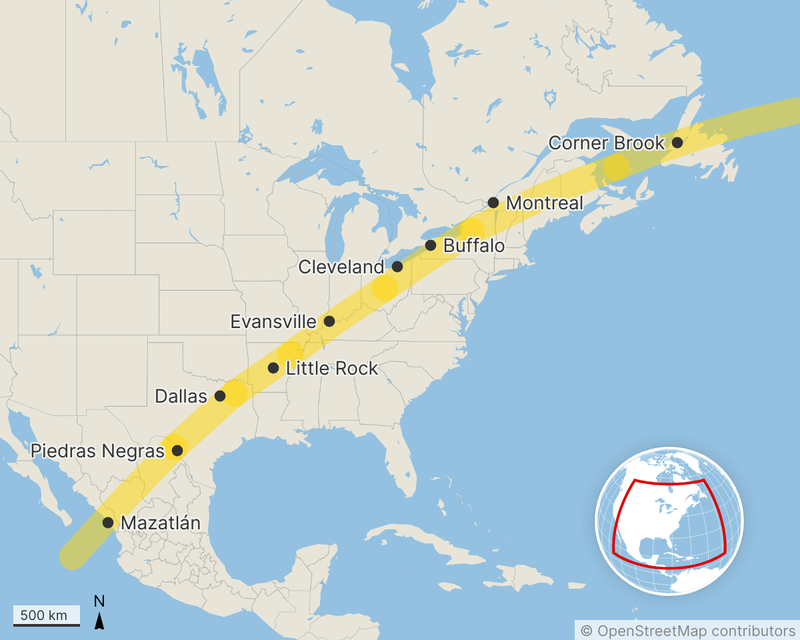 Corner Brook
Montreal
Buffalo
Cleveland
Evansville
Little Rock
Dallas
Piedras Negras
Mazatlán
N
500 km
© OpenStreetMap contributors